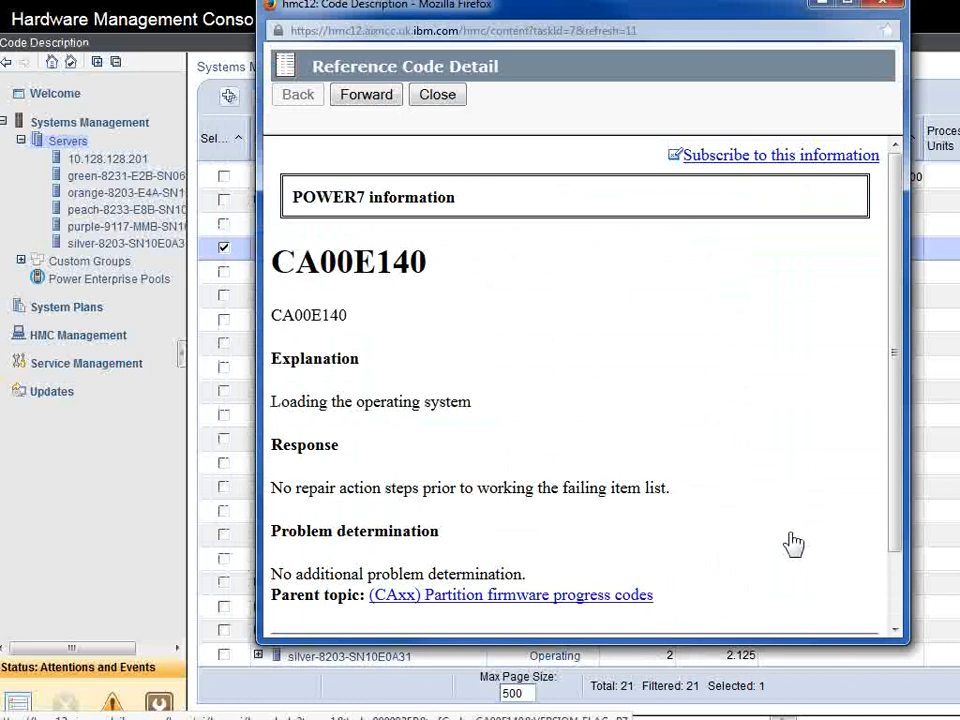 Hardware Management Conso
hmc12: Code Description - Mozilla Firefox
Code Description
https://hmc12.aixncc.uk.ibm.com/hmc/content?taskId=78&refresh=11
Systems M
Reference Code Detail
Back Forward Close
Welcome
Systems Management
Servers
10.128.128.201
green-8231-E2B-SN06
orange-8203-E4A-SN1
peach-8233-E8B-SN10
purple-9117-MMB-SN10
silver-8203-SN10E0A3
Custom Groups
Power Enterprise Pools
System Plans
HMC Management
Service Management
Updates
Sel...
Proces
Units
00
Subscribe to this information
POWER7 information
CA00E140
CA00E140
Explanation
Loading the operating system
Response
No repair action steps prior to working the failing item list.
Problem determination
No additional problem determination.
Parent topic: (CAxx) Partition firmware progress codes
silver-8203-SN10E0A31 Operating 2 2.125
Status: Attentions and Events
Max Page Size:
500
Total: 21 Filtered: 21 Selected: 1